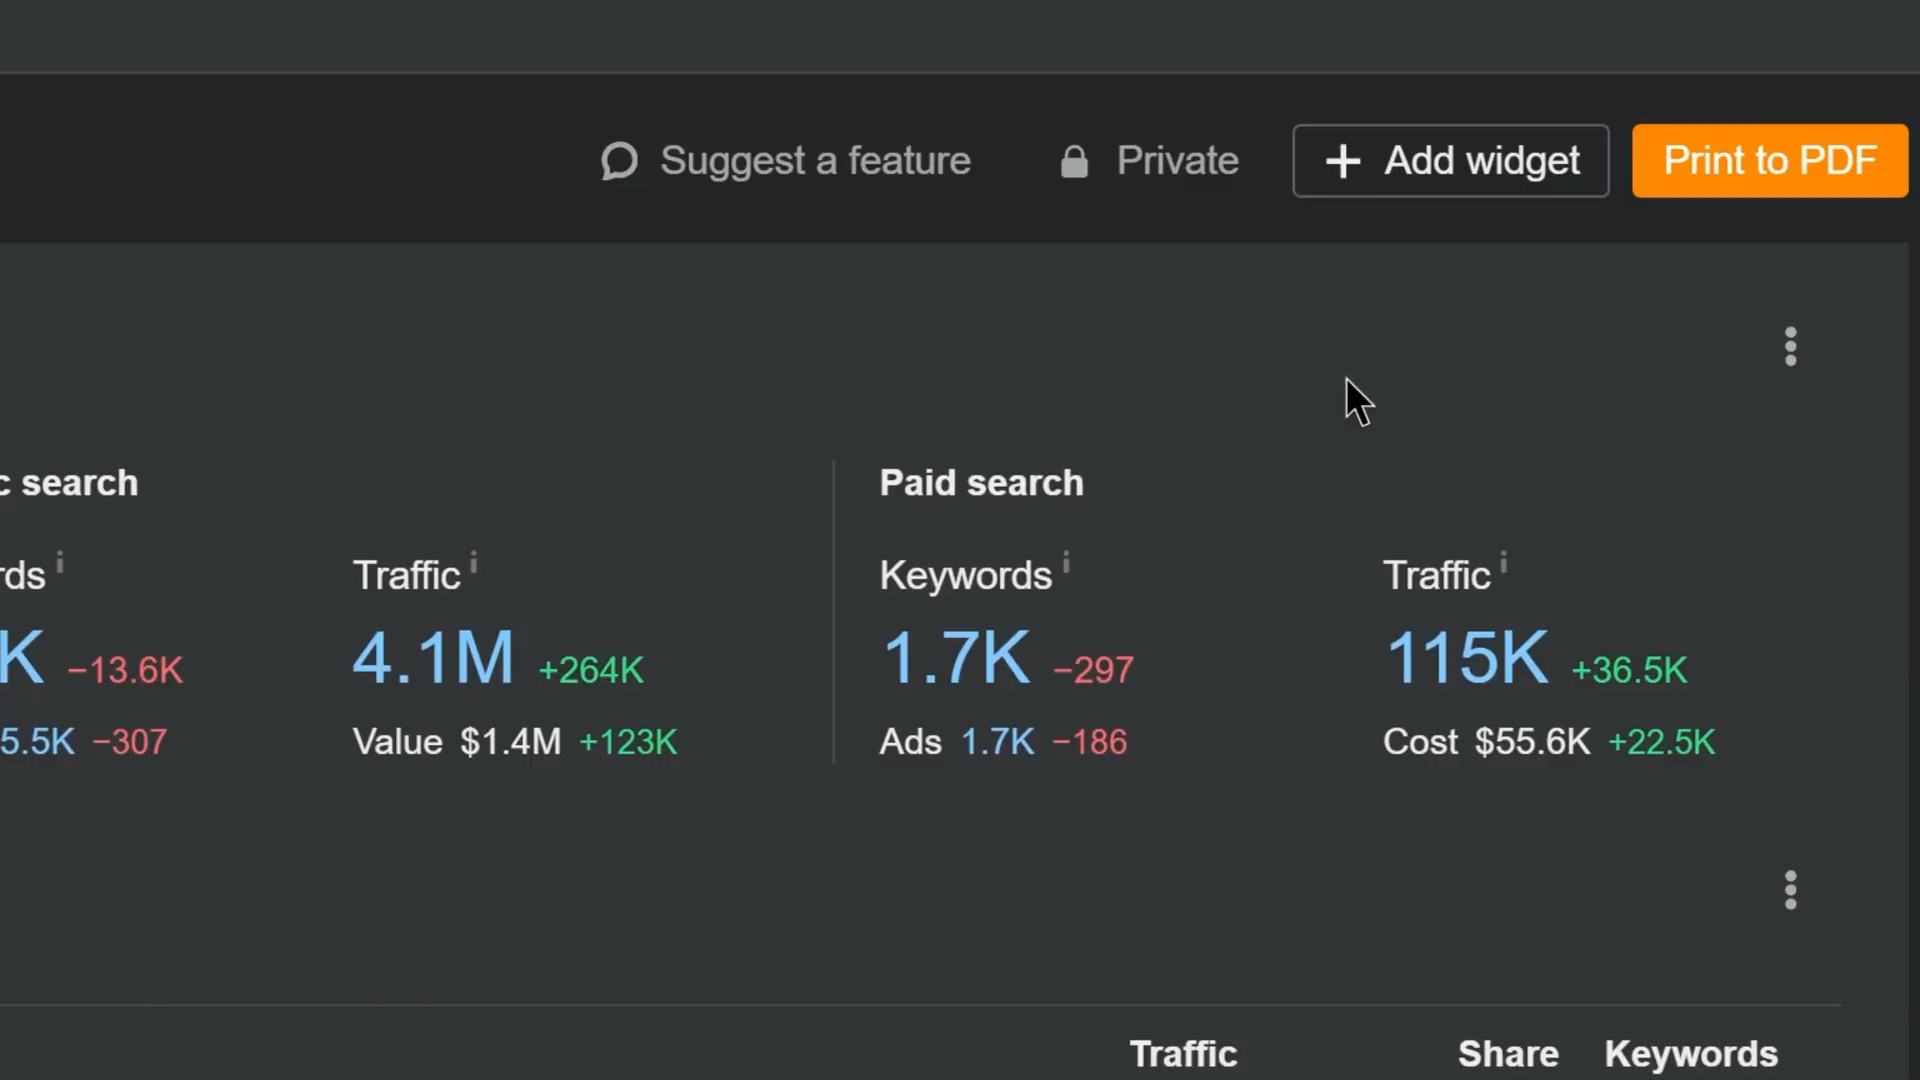 Suggest a feature Private + Add widget Print to PDF
c search Paid search
rds i Traffic i Keywords i Traffic i
K −13.6K 4.1M +264K 1.7K −297 115K +36.5K
5.5K −307 Value $1.4M +123K Ads 1.7K −186 Cost $55.6K +22.5K
Traffic Share Keywords